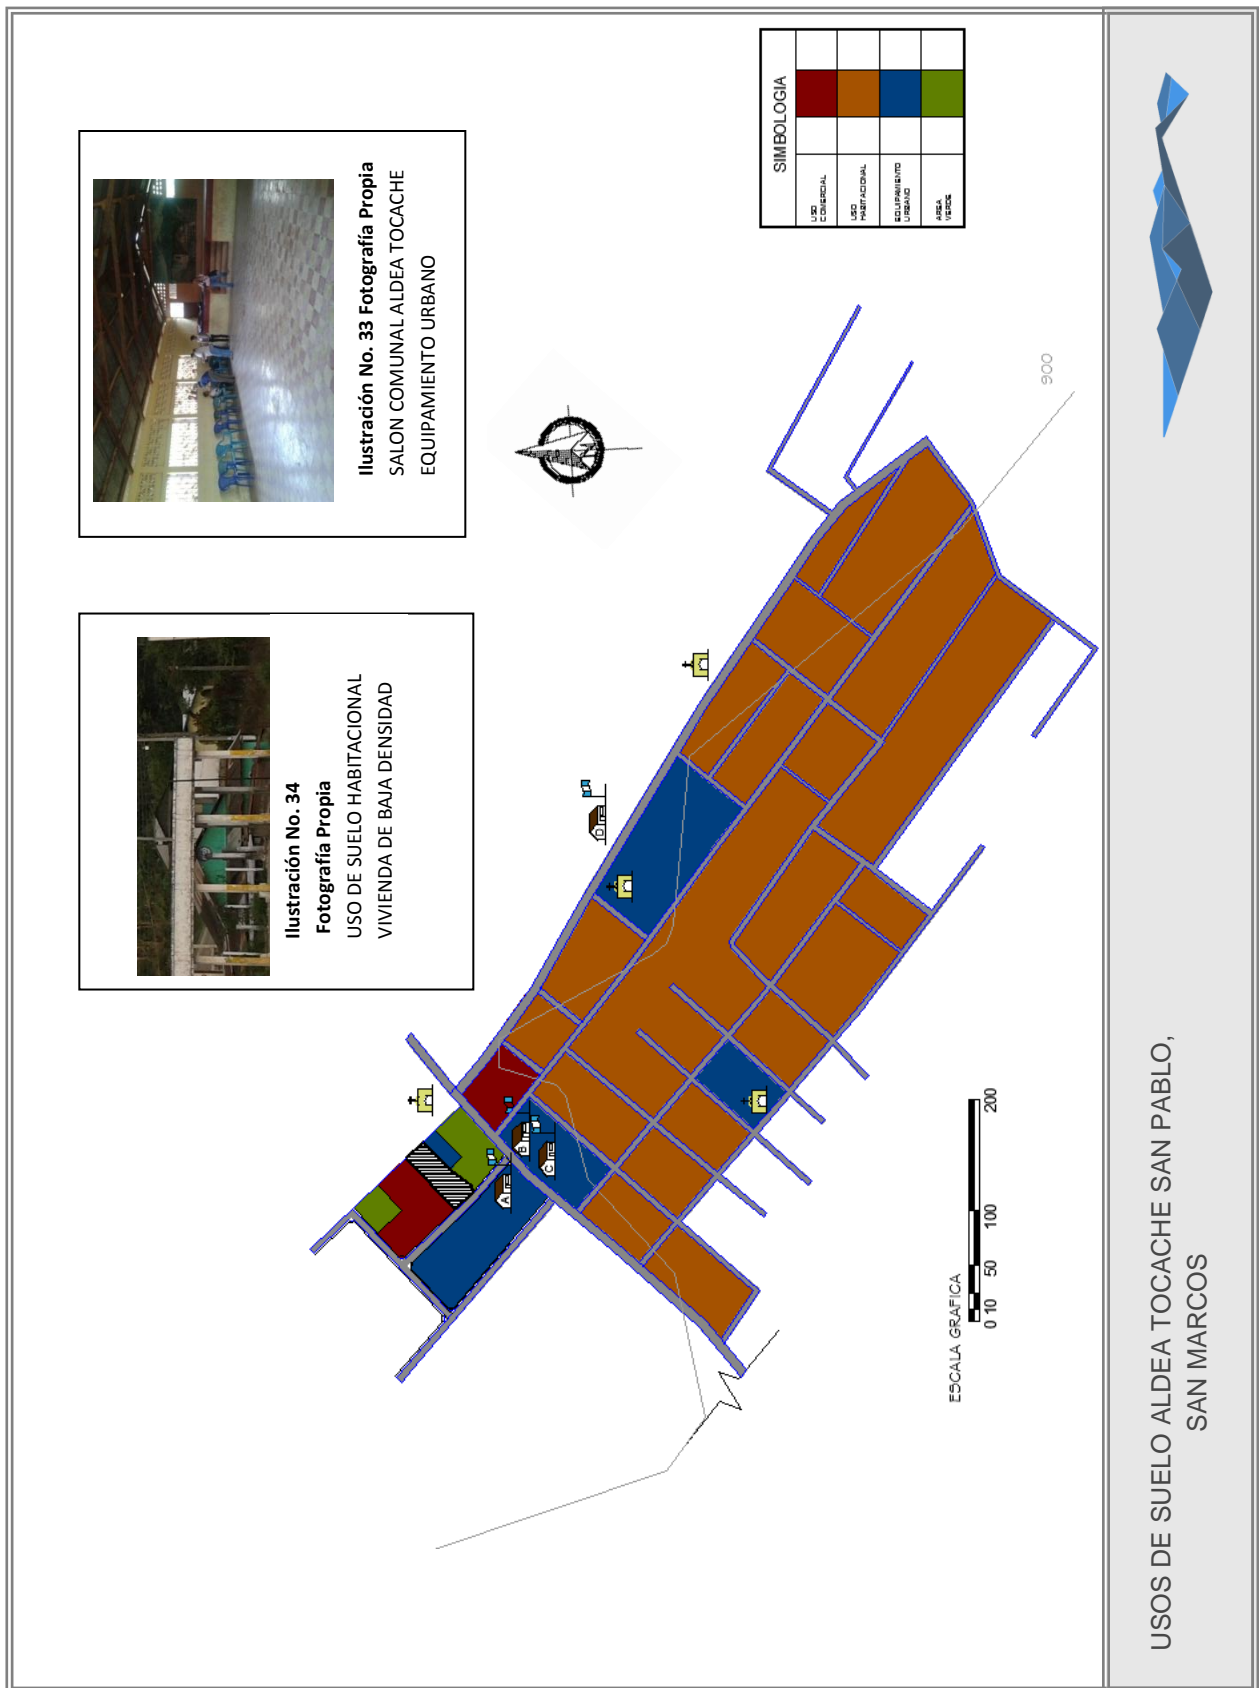 Ilustración No. 34
Fotografía Propia
USO DE SUELO HABITACIONAL
VIVIENDA DE BAJA DENSIDAD
Ilustración No. 33 Fotografía Propia
SALON COMUNAL ALDEA TOCACHE
EQUIPAMIENTO URBANO
SIMBOLOGIA
USO
COMERCIAL
USO
HABITACIONAL
EQUIPAMIENTO
URBANO
AREA
VERDE
N
A
B
C
D
900
ESCALA GRAFICA
0 10 50 100 200
USOS DE SUELO ALDEA TOCACHE SAN PABLO,
SAN MARCOS